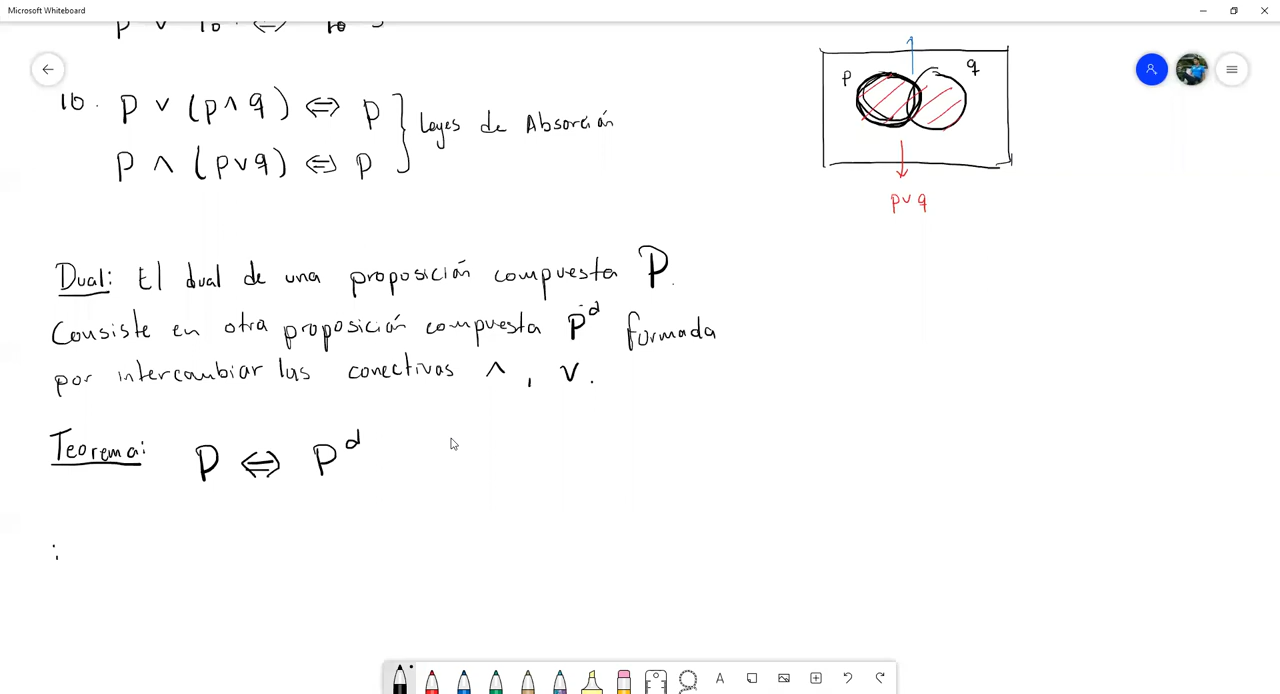 Microsoft Whiteboard
p ∨ ⇔
10. p ∨ (p ∧ q) ⇔ p
Leyes de Absorción
p ∧ (p ∨ q) ⇔ p
p q
p ∨ q
Dual: El dual de una proposición compuesta P.
Consiste en otra proposición compuesta P^d formada
por intercambiar las conectivas ∧ , ∨.
Teorema: P ⇔ P^d
A